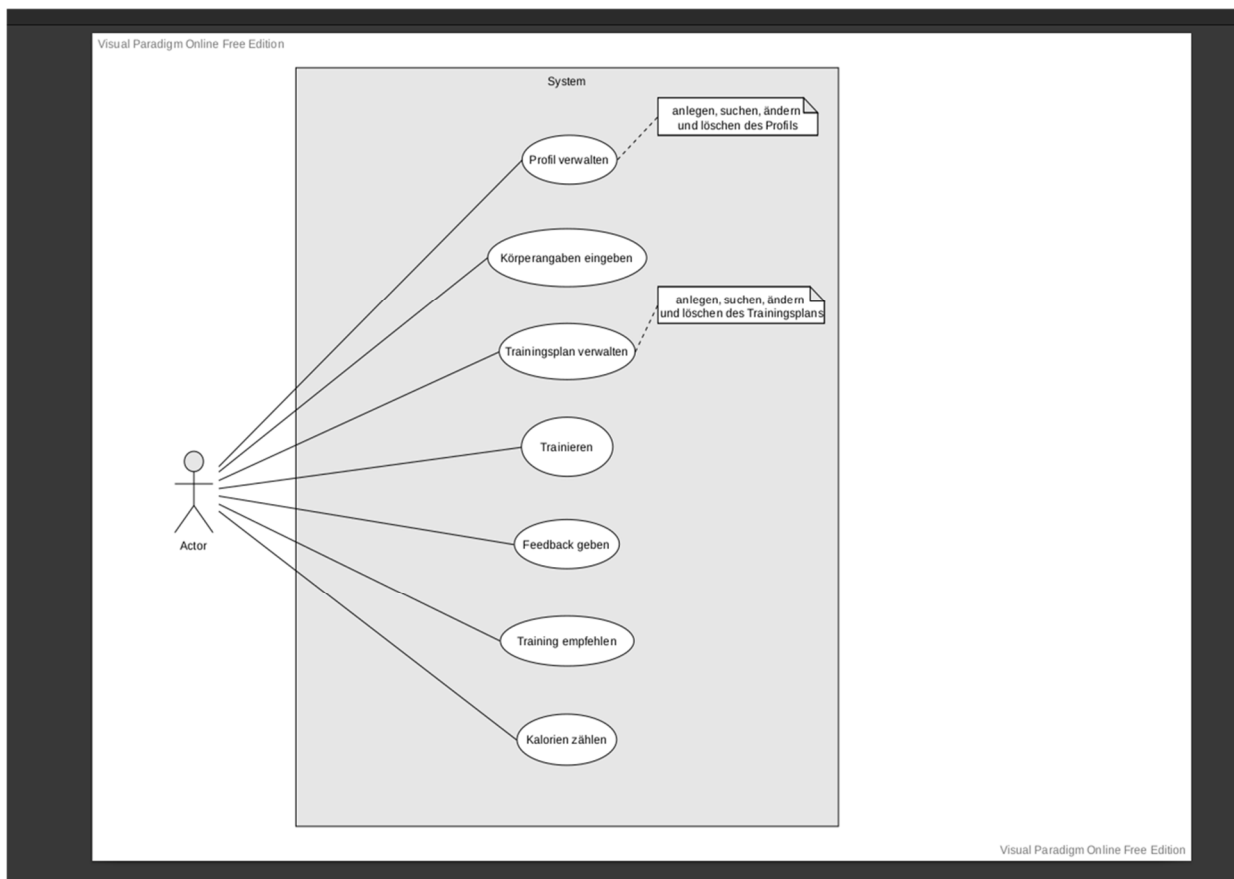 Visual Paradigm Online Free Edition
System
anlegen, suchen, ändern
und löschen des Profils
Profil verwalten
Körperangaben eingeben
anlegen, suchen, ändern
und löschen des Trainingsplans
Trainingsplan verwalten
Trainieren
Actor
Feedback geben
Training empfehlen
Kalorien zählen
Visual Paradigm Online Free Edition